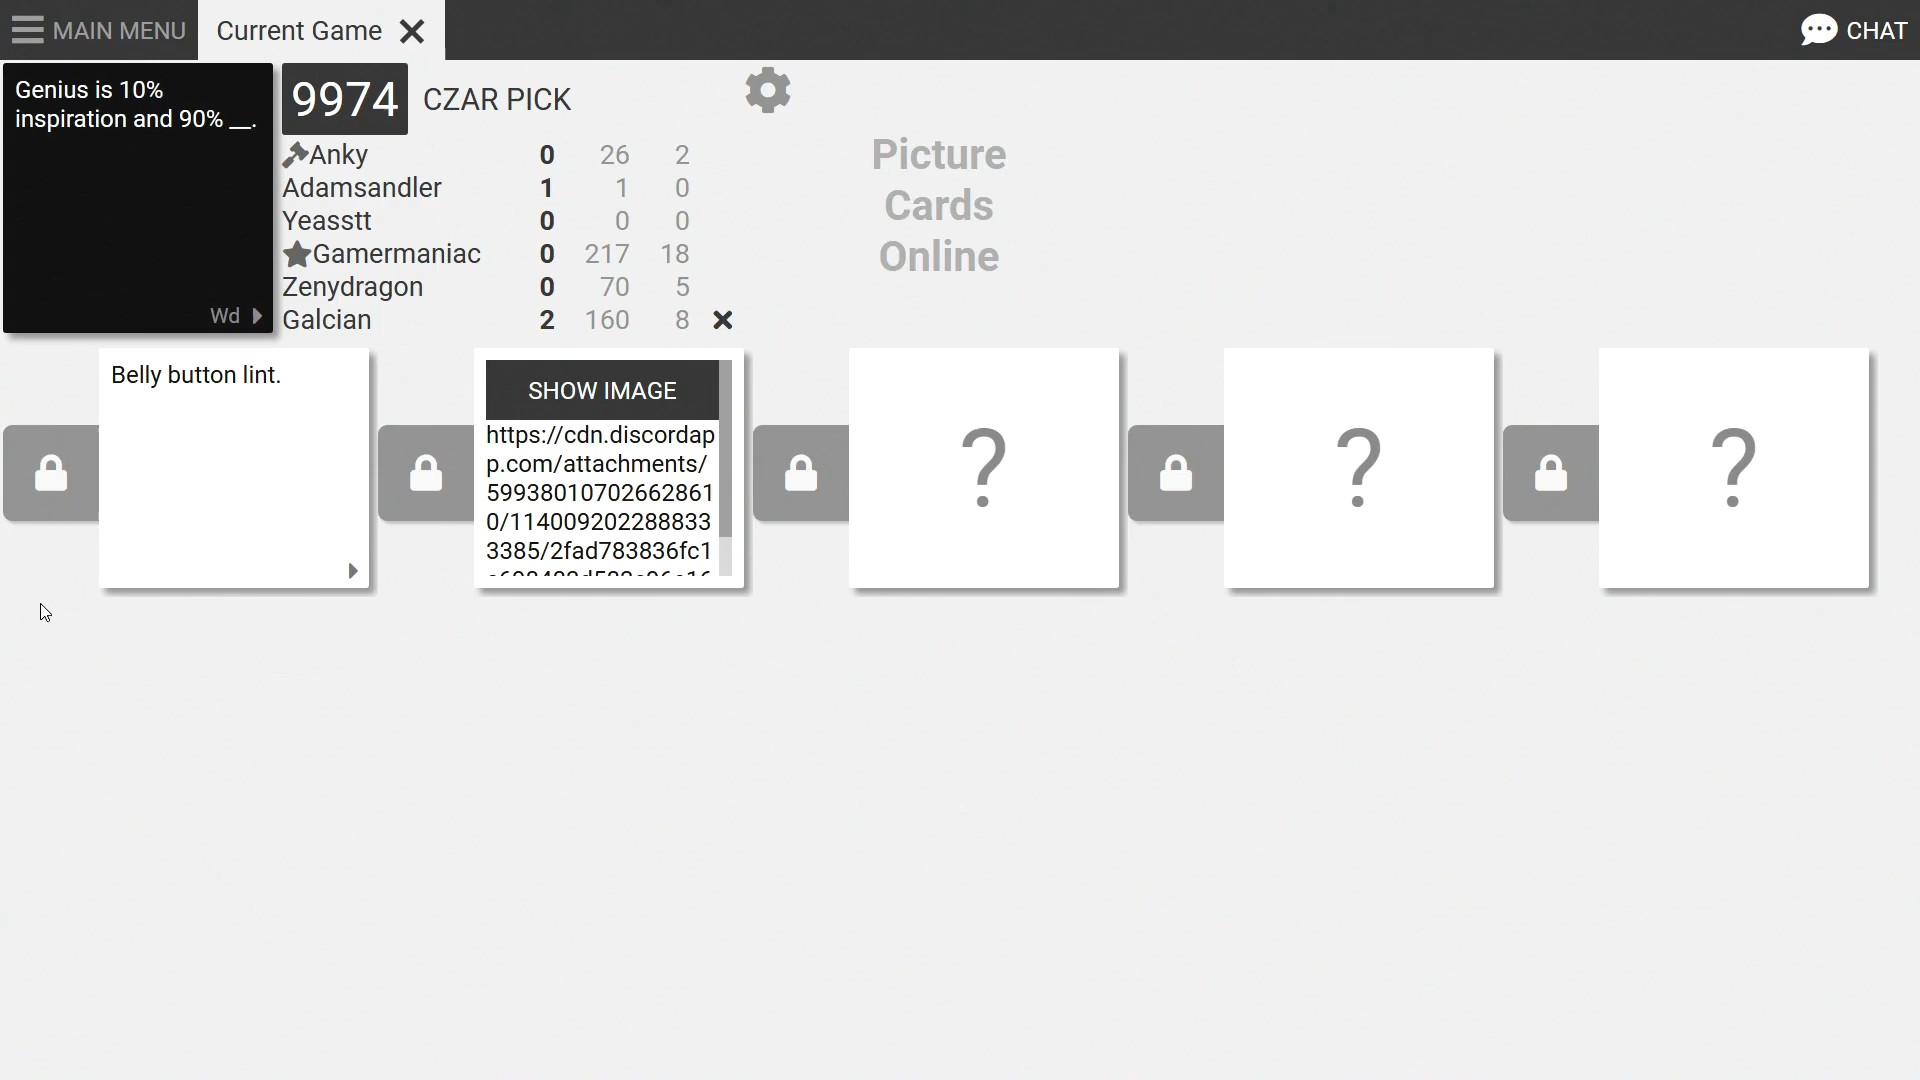 MAIN MENU
Current Game
CHAT
Genius is 10%
inspiration and 90% __.
Wd
9974 CZAR PICK
Anky 0 26 2
Adamsandler 1 1 0
Yeasstt 0 0 0
Gamermaniac 0 217 18
Zenydragon 0 70 5
Galcian 2 160 8
Picture
Cards
Online
Belly button lint.
SHOW IMAGE
https://cdn.discordap
p.com/attachments/
59938010702662861
0/114009202288833
3385/2fad783836fc1
?
?
?